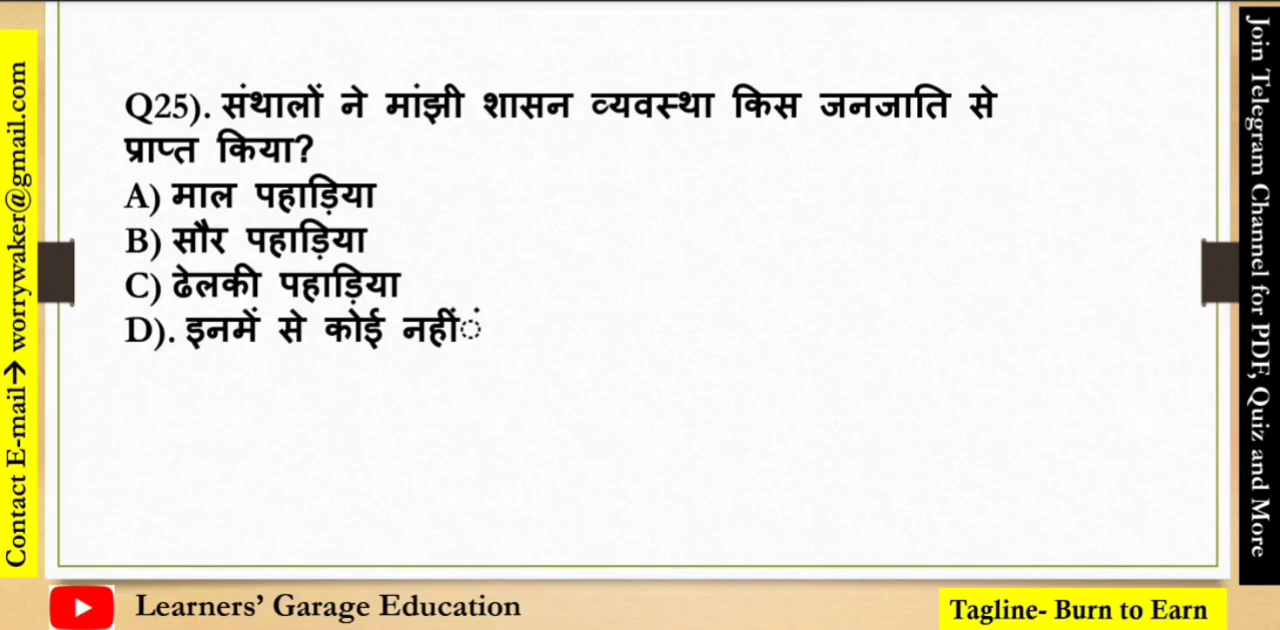 Q25). संथालों ने मांझी शासन व्यवस्था किस जनजाति से
प्राप्त किया?
A) माल पहाड़िया
B) सौर पहाड़िया
C) ढेलकी पहाड़िया
D). इनमें से कोई नहींं
Contact E-mail→ worrywaker@gmail.com
Join Telegram Channel for PDF, Quiz and More
Learners’ Garage Education
Tagline- Burn to Earn